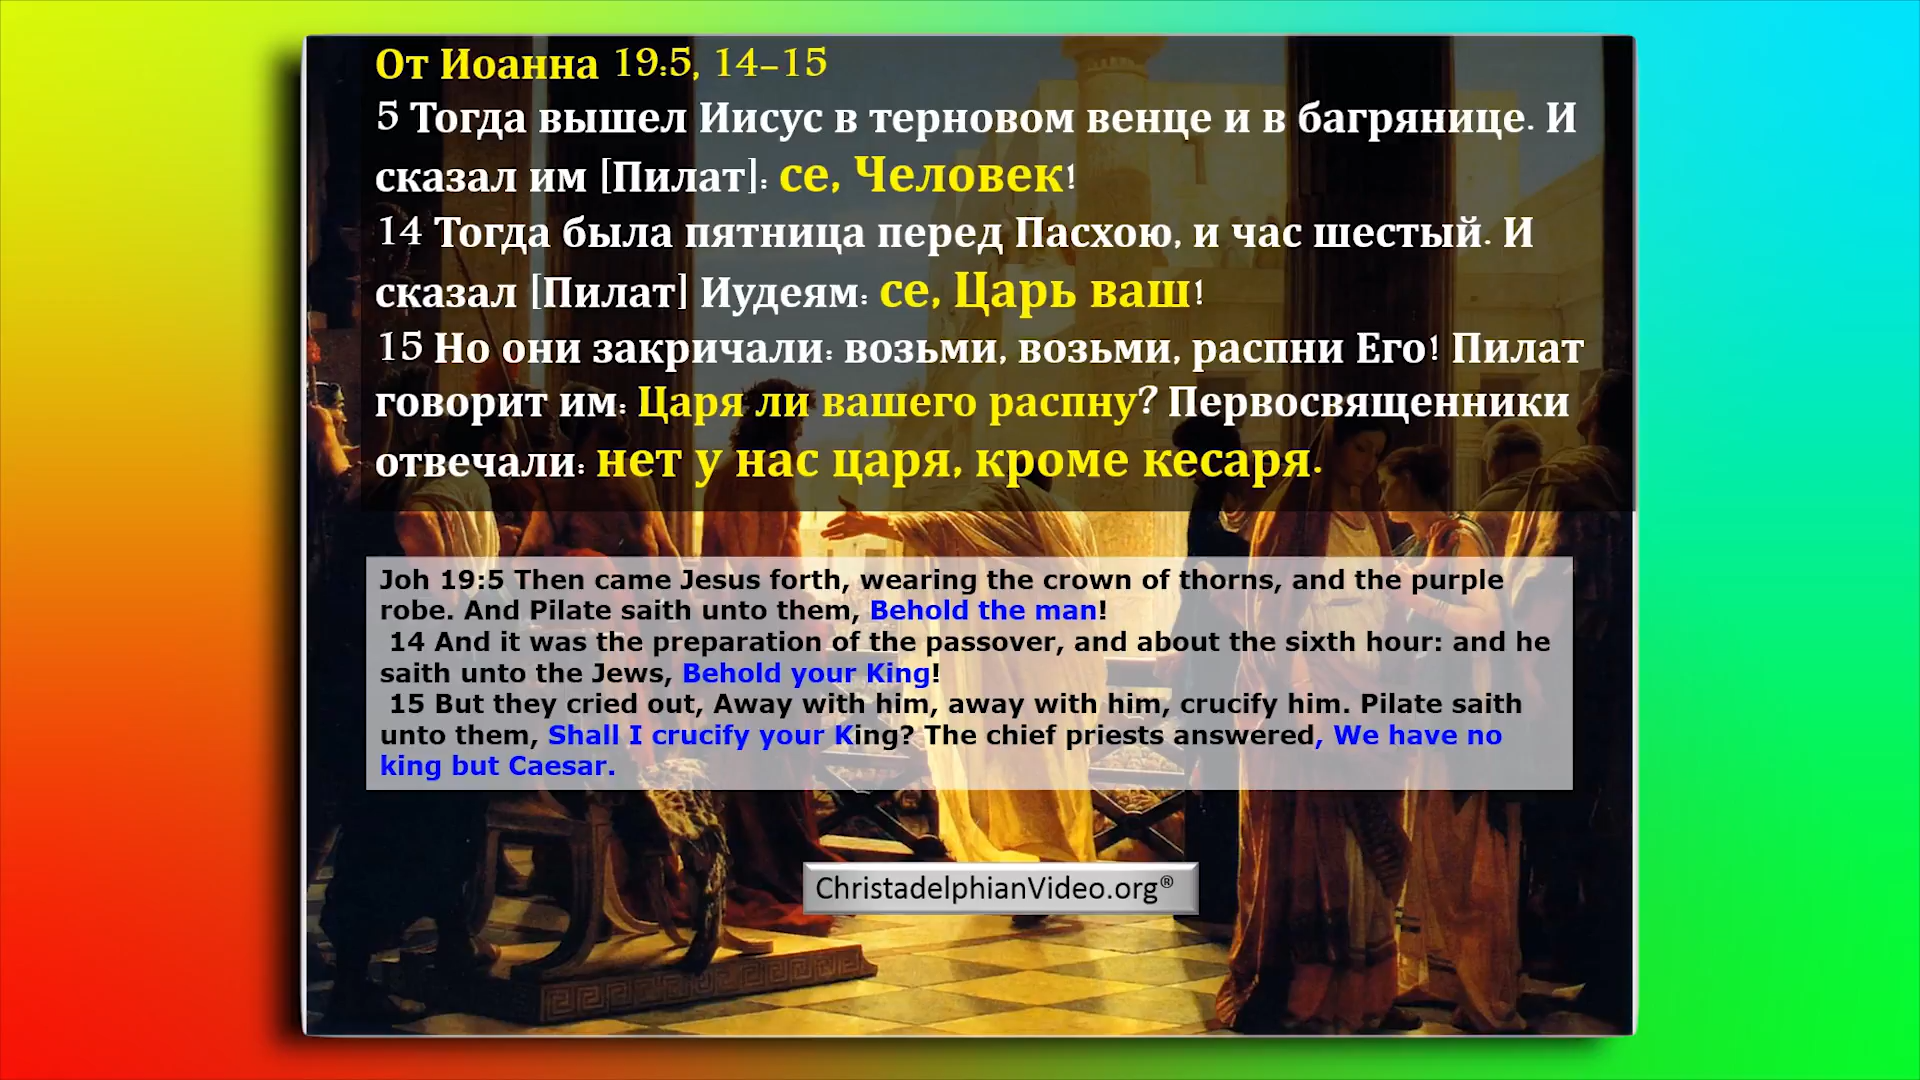 От Иоанна 19:5, 14–15
5 Тогда вышел Иисус в терновом венце и в багрянице. И
сказал им [Пилат]: се, Человек!
14 Тогда была пятница перед Пасхою, и час шестый. И
сказал [Пилат] Иудеям: се, Царь ваш!
15 Но они закричали: возьми, возьми, распни Его! Пилат
говорит им: Царя ли вашего распну? Первосвященники
отвечали: нет у нас царя, кроме кесаря.
Joh 19:5 Then came Jesus forth, wearing the crown of thorns, and the purple
robe. And Pilate saith unto them, Behold the man!
14 And it was the preparation of the passover, and about the sixth hour: and he
saith unto the Jews, Behold your King!
15 But they cried out, Away with him, away with him, crucify him. Pilate saith
unto them, Shall I crucify your King? The chief priests answered, We have no
king but Caesar.
ChristadelphianVideo.org®